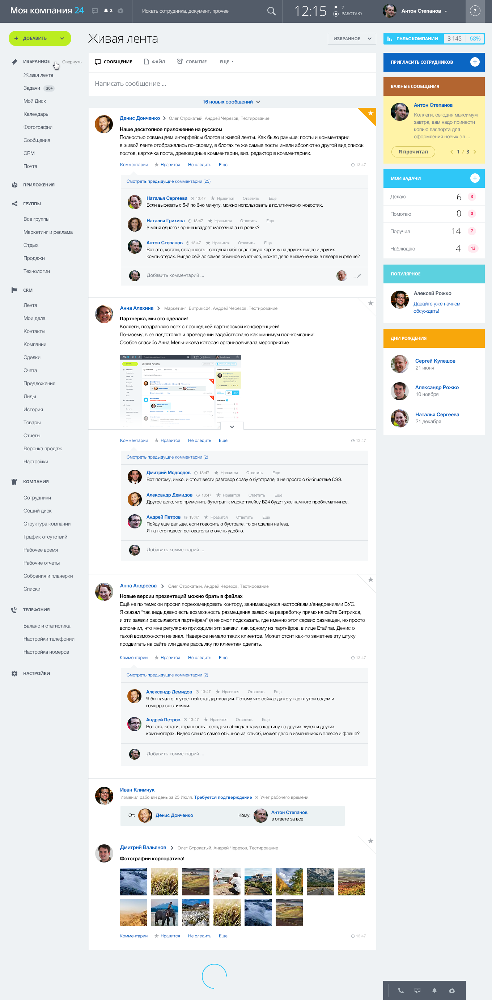 Моя компания 24
2
Искать сотрудника, документ, прочее
12:15
2
РАБОТАЮ
Антон Степанов
?
ДОБАВИТЬ
ИЗБРАННОЕ
Свернуть
Живая лента
Задачи 30+
Мой Диск
Календарь
Фотографии
Сообщения
CRM
Почта
ПРИЛОЖЕНИЯ
ГРУППЫ
Все группы
Маркетинг и реклама
Отдых
Продажи
Технологии
CRM
Лента
Мои дела
Контакты
Компании
Сделки
Счета
Предложения
Лиды
История
Товары
Отчеты
Воронка продаж
Настройки
КОМПАНИЯ
Сотрудники
Общий диск
Структура компании
График отсутствий
Рабочее время
Рабочие отчеты
Собрания и планерки
Списки
ТЕЛЕФОНИЯ
Баланс и статистика
Настройки телефонии
Настройка номеров
НАСТРОЙКИ
Живая лента
ИЗБРАННОЕ
СООБЩЕНИЕ ФАЙЛ СОБЫТИЕ ЕЩЕ
Написать сообщение ...
16 новых сообщений
Денис Донченко Олег Строкатый, Андрей Черезов, Тестирование
Наше десктопное приложение на русском
Полностью совмещаем интерфейсы блогов и живой ленты. Как было раньше: посты и комментарии
в живой ленте отображались по-своему, в блогах те же самые посты имели абсолютно другой вид список
постов, карточка поста, древовидные комментарии, виз. редактор в комментариях.
Комментарии Нравится Не следить Еще 13:47
Смотреть предыдущие комментарии (23)
Наталья Сергеева 13:47 Нравится Ответить Еще
Если вырезать с 5-й по 6-ю минуту, можно использовать в политических новостях.
Наталья Грихина 13:47 Нравится Ответить Еще
У меня одного черный квадрат малевича а не ролик?
Антон Степанов 13:47 Нравится Ответить Еще
Вот это, кстати, странность - сегодня наблюдал такую картину на других видео и других
компьютерах. Видео сейчас самое обычное из ютьюб, может дело в изменениях в плеере и флеше?
Добавить комментарий ...
Анна Алехина Маркетинг, Битрикс24, Андрей Черезов, Тестирование
Партнерка, мы это сделали!
Коллеги, поздравляю всех с прошедшей партнерской конференцией!
По-моему, в ее подготовке и проведении задействовано как минимум пол-компании!
Особое спасибо Анна Мельникова которая организовывала мероприятие
12:15
Живая лента
3K 34%
Комментарии Нравится Не следить Еще 13:47
Смотреть предыдущие комментарии (2)
Дмитрий Медведев 13:47 Нравится Ответить Еще
Вот потому, имхо, и стоит вести разговор сразу о бутстрапе, а не просто о библиотеке CSS.
Александр Демидов 13:47 Нравится Ответить Еще
Другое дело, что применить бутстрап к маркетплейсу Б24 будет уже намного проблематичнее.
Андрей Петров 13:47 Нравится Ответить Еще
Пойду еще дальше, если говорить о бустрапе, то он сделан на less.
Я на него подсел основательно очень удобно.
Добавить комментарий ...
Анна Андреева Олег Строкатый, Андрей Черезов, Тестирование
Новые версии презентаций можно брать в файлах
Ещё не по теме: он просил порекомендовать контору, занимающуюся настройками/внедрениями БУС.
Я сказал "так ведь давно есть возможность размещения заявок на разработку прямо на сайте Битрикса,
и эти заявки рассылаются партнёрам" (я не смог подсказать, где именно этот сервис размещен, но просто
вспомнил, что мне регулярно приходили эти заявки, как одному из партнёров, в лице Етайпа). Денис о
такой возможности не знал. Наверное немало таких клиентов. Может стоит как-то заметнее эту штуку
продвигать на сайте или даже рассылку по клиентам сделать.
Комментарии Нравится Не следить Еще 13:47
Смотреть предыдущие комментарии (2)
Александр Демидов 13:47 Нравится Ответить Еще
Я бы начал с внутренней стандартизации. Потому что сейчас даже у нас внутри содом и
гоморра со стилями.
Андрей Петров 13:47 Нравится Ответить Еще
Вот это, кстати, странность - сегодня наблюдал такую картину на других видео и других
компьютерах. Видео сейчас самое обычное из ютьюб, может дело в изменениях в плеере и флеше?
Добавить комментарий ...
Иван Климчук
Изменил рабочий день за 25 Июля. Требуется подтверждение Учет рабочего времени.
От: Денис Донченко Кому: Антон Степанов
в ответе за все
Дмитрий Вальянов Олег Строкатый, Андрей Черезов, Тестирование
Фотографии корпоратива!
Комментарии Нравится Не следить Еще 13:47
ПУЛЬС КОМПАНИИ 3 145 68%
ПРИГЛАСИТЬ СОТРУДНИКОВ
ВАЖНЫЕ СООБЩЕНИЯ
Антон Степанов
Коллеги, сегодня максимум
завтра, вам надо принести
копию паспорта для
оформления новых эл ...
Я прочитал 1 / 3
МОИ ЗАДАЧИ
Делаю 6 3
Помогаю 0 0
Поручил 14 7
Наблюдаю 4 13
ПОПУЛЯРНОЕ
Алексей Рожко
Давайте уже начнем
обсуждать!
ДНИ РОЖДЕНИЯ
Сергей Кулешов
21 июня
Александр Рожко
10 ноября
Наталья Сергеева
21 декабря